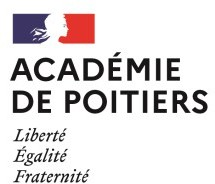 ACADÉMIE
DE POITIERS
Liberté
Égalité
Fraternité